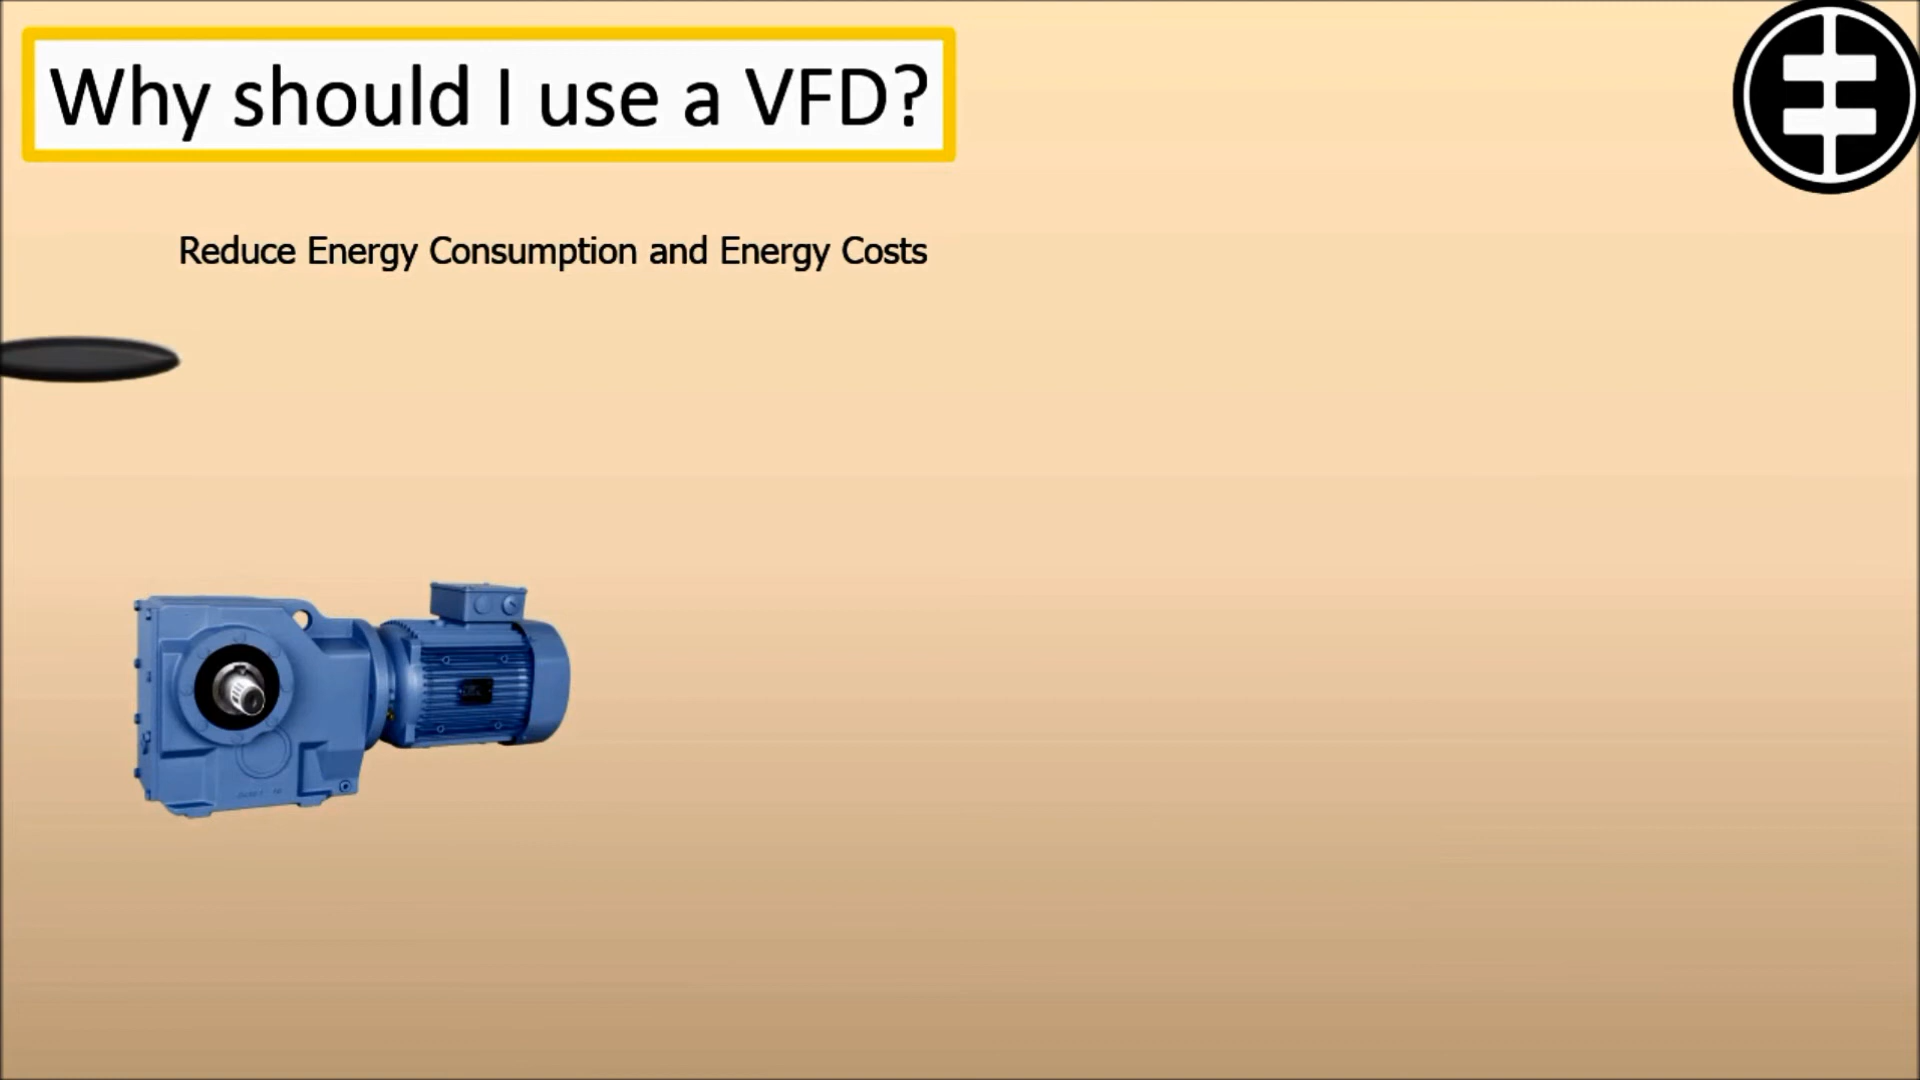 Why should I use a VFD?
Reduce Energy Consumption and Energy Costs